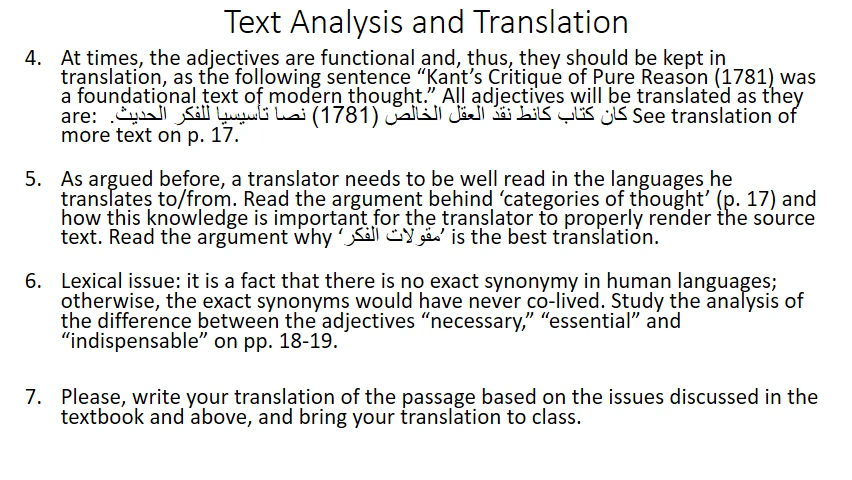 Text Analysis and Translation
4. At times, the adjectives are functional and, thus, they should be kept in
translation, as the following sentence “Kant’s Critique of Pure Reason (1781) was
a foundational text of modern thought.” All adjectives will be translated as they
are: كان كتاب كانط نقد العقل الخالص (1781) نصا تأسيسيا للفكر الحديث. See translation of
more text on p. 17.
5. As argued before, a translator needs to be well read in the languages he
translates to/from. Read the argument behind ‘categories of thought’ (p. 17) and
how this knowledge is important for the translator to properly render the source
text. Read the argument why ‘مقولات الفكر’ is the best translation.
6. Lexical issue: it is a fact that there is no exact synonymy in human languages;
otherwise, the exact synonyms would have never co-lived. Study the analysis of
the difference between the adjectives “necessary,” “essential” and
“indispensable” on pp. 18-19.
7. Please, write your translation of the passage based on the issues discussed in the
textbook and above, and bring your translation to class.